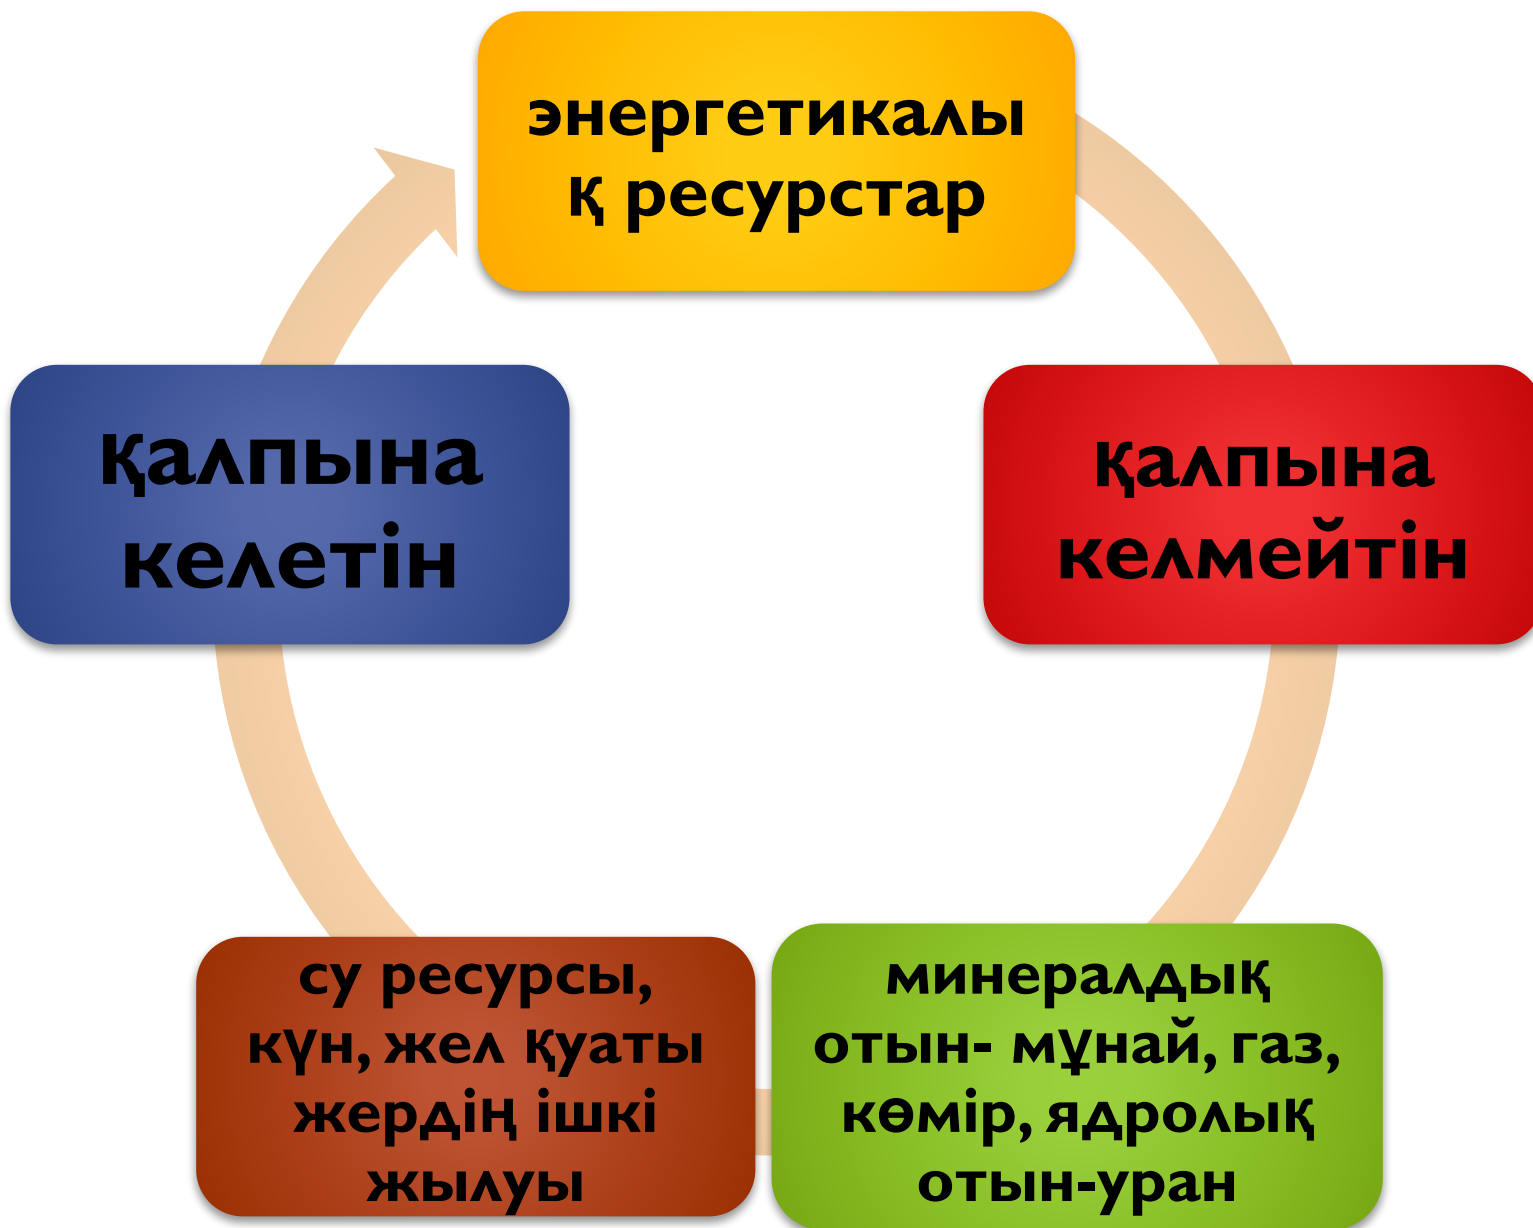 энергетикалы
қ ресурстар
қалпына
келетін
қалпына
келмейтін
су ресурсы,
күн, жел қуаты
жердің ішкі
жылуы
минералдық
отын- мұнай, газ,
көмір, ядролық
отын-уран